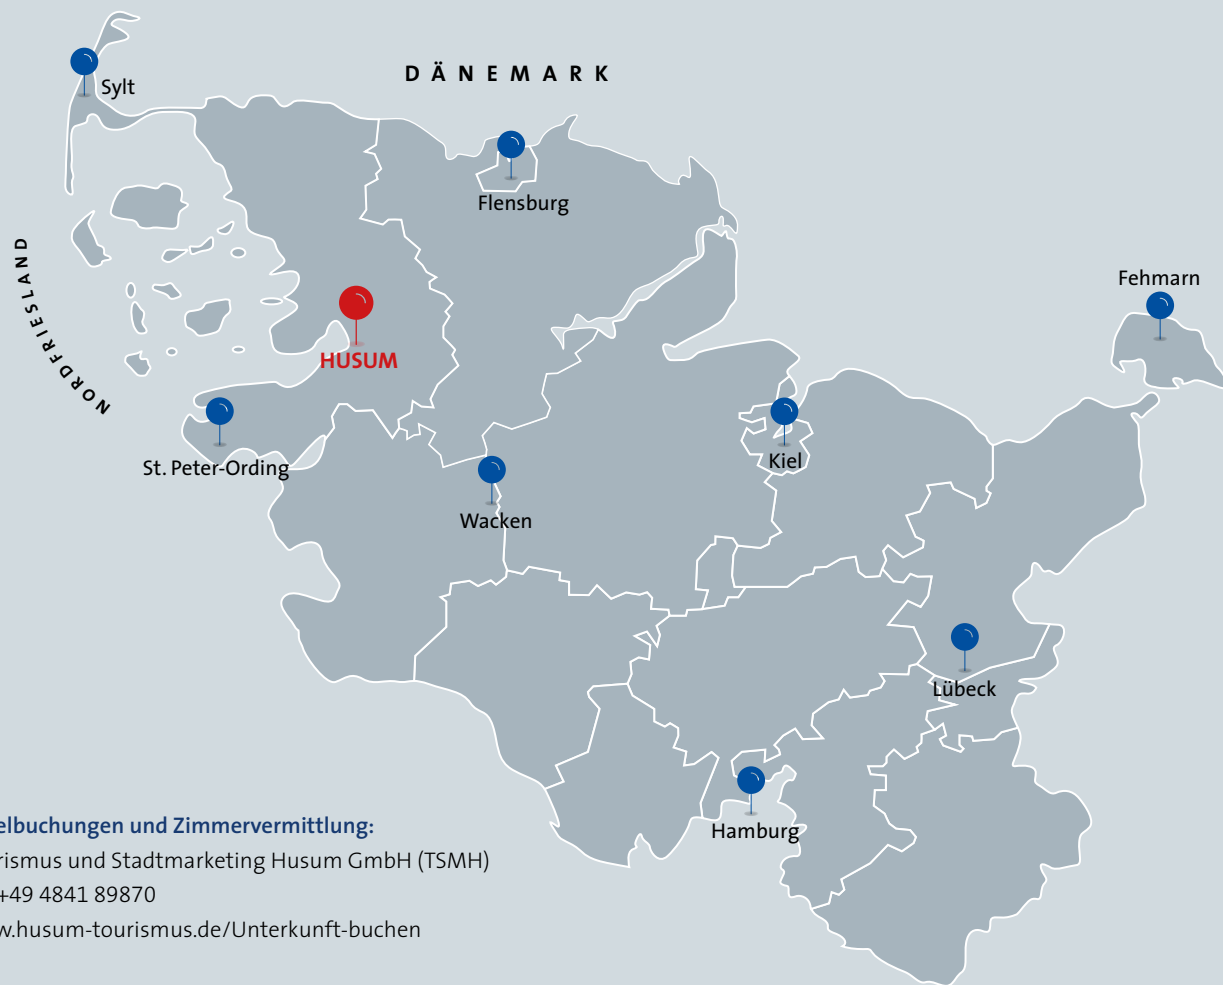 DÄNEMARK
Sylt
Flensburg
NORDFRIESLAND
Fehmarn
HUSUM
St. Peter-Ording
Kiel
Wacken
Lübeck
Hamburg
elbuchungen und Zimmervermittlung:
rismus und Stadtmarketing Husum GmbH (TSMH)
+49 4841 89870
w.husum-tourismus.de/Unterkunft-buchen